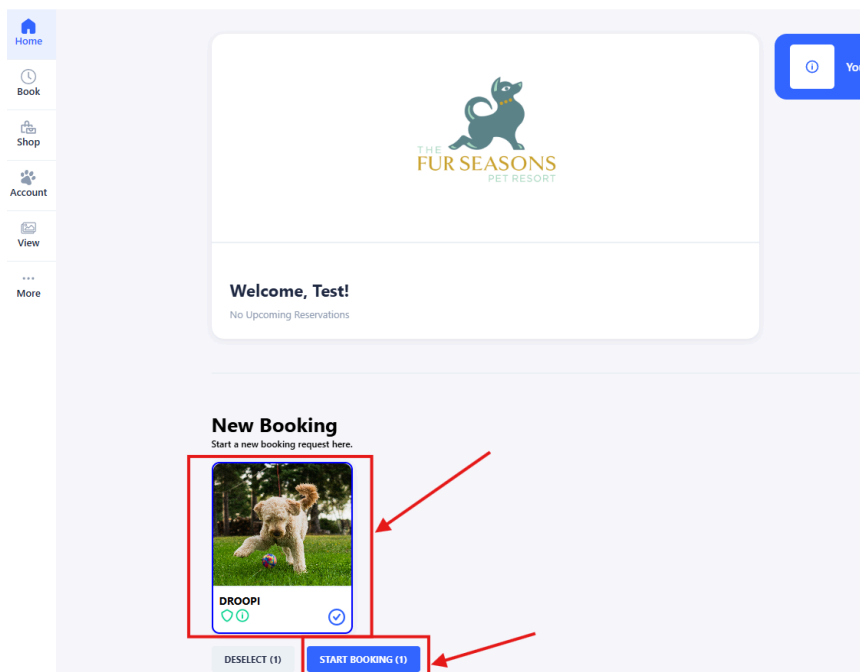 Home
Book
Shop
Account
View
More
THE
FUR SEASONS
PET RESORT
Welcome, Test!
No Upcoming Reservations
New Booking
Start a new booking request here.
DROOPI
DESELECT (1)
START BOOKING (1)